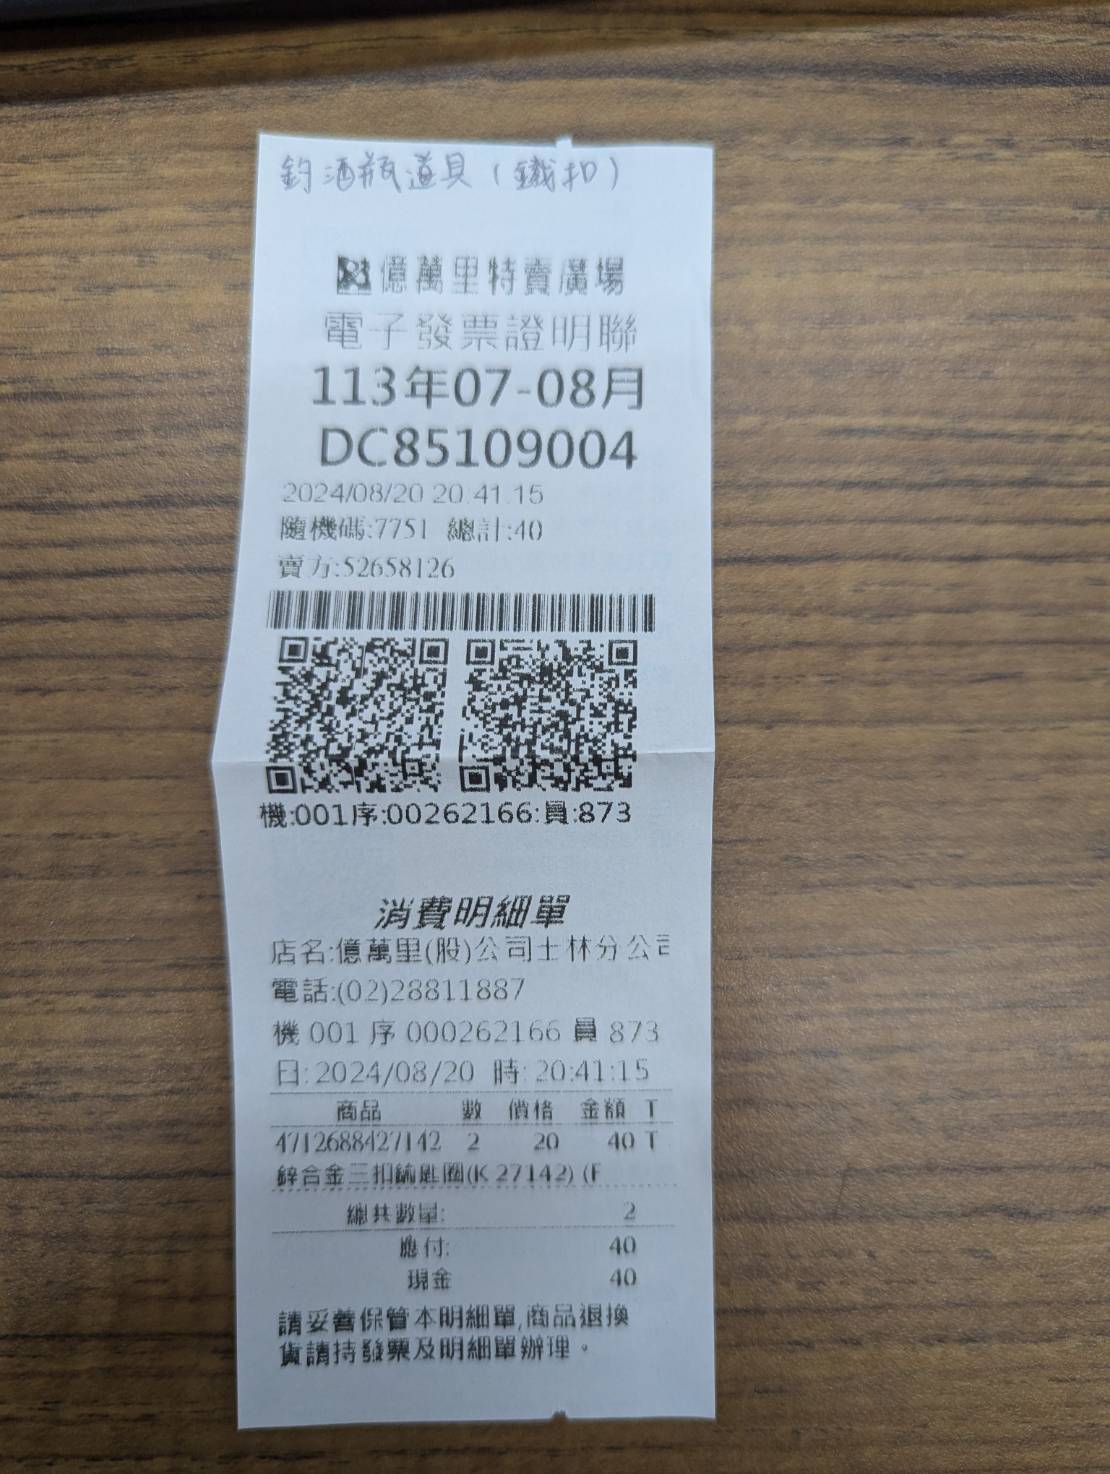 釣酒瓶道具(鐵扣)
億萬里特賣廣場
電子發票證明聯
113年07-08月
DC85109004
2024/08/20 20:41:15
隨機碼:7751 總計:40
賣方:52658126
機:001序:00262166:員:873
消費明細單
店名:億萬里(股)公司士林分公司
電話:(02)28811887
機 001 序 000262166 員 873
日:2024/08/20 時:20:41:15
商品 數 價格 金額 T
4712688427142 2 20 40 T
鋅合金三扣鑰匙圈(K27142) (F
總共數量: 2
應付: 40
現金 40
請妥善保管本明細單,商品退換
貨請持發票及明細單辦理。